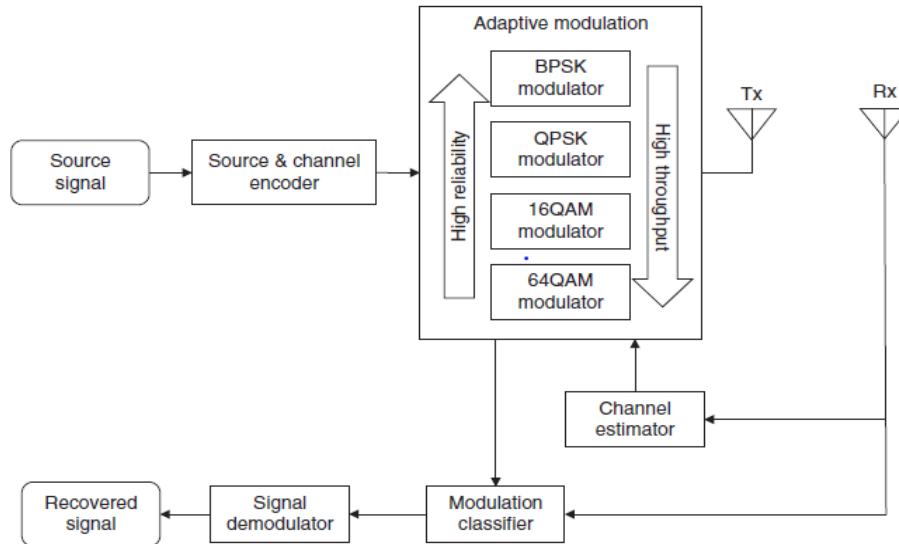 Adaptive modulation
BPSK
modulator
Tx
Rx
High reliability
QPSK
modulator
High throughput
Source
signal
Source & channel
encoder
16QAM
modulator
64QAM
modulator
Channel
estimator
Recovered
signal
Signal
demodulator
Modulation
classifier